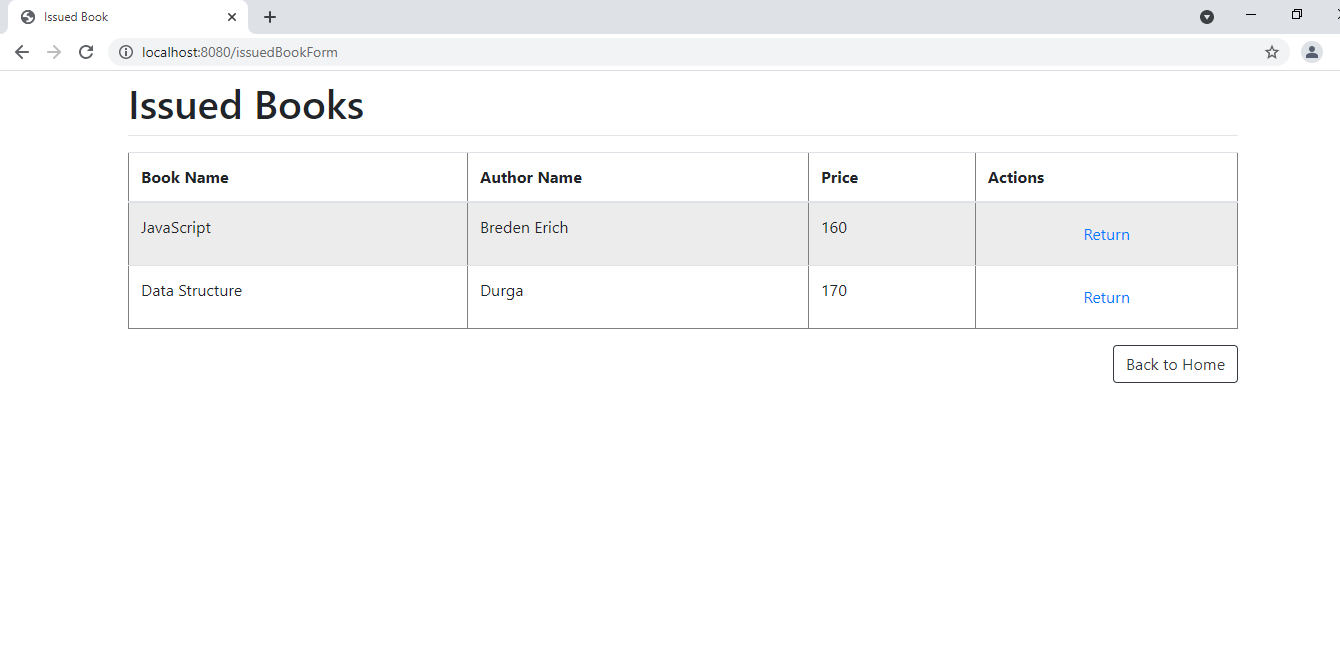 Issued Book
localhost:8080/issuedBookForm
Issued Books
Book Name Author Name Price Actions
JavaScript Breden Erich 160 Return
Data Structure Durga 170 Return
Back to Home